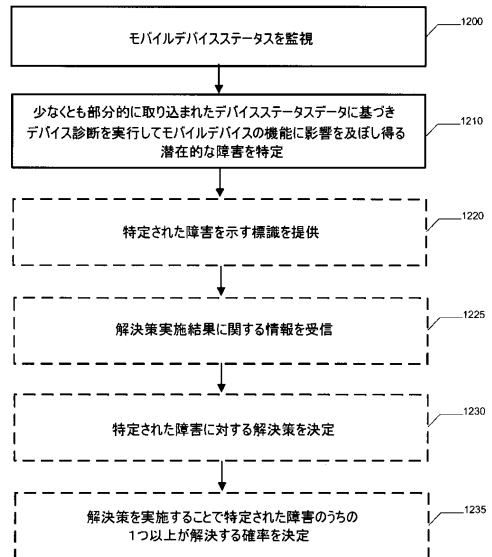 モバイルデバイスステータスを監視
1200
少なくとも部分的に取り込まれたデバイスステータスデータに基づき
デバイス診断を実行してモバイルデバイスの機能に影響を及ぼし得る
潜在的な障害を特定
1210
特定された障害を示す標識を提供
1220
解決策実施結果に関する情報を受信
1225
特定された障害に対する解決策を決定
1230
解決策を実施することで特定された障害のうちの
1つ以上が解決する確率を決定
1235